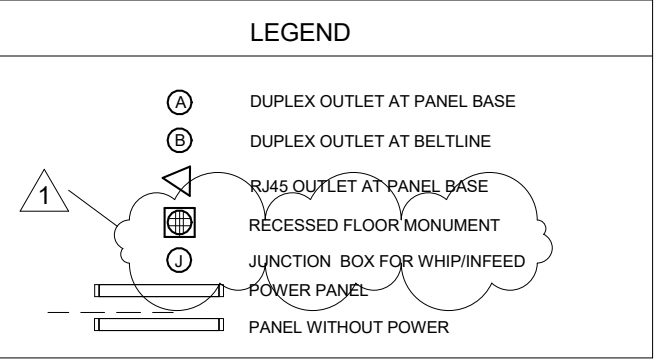 LEGEND
A DUPLEX OUTLET AT PANEL BASE
B DUPLEX OUTLET AT BELTLINE
RJ45 OUTLET AT PANEL BASE
1
RECESSED FLOOR MONUMENT
J JUNCTION BOX FOR WHIP/INFEED
POWER PANEL
PANEL WITHOUT POWER